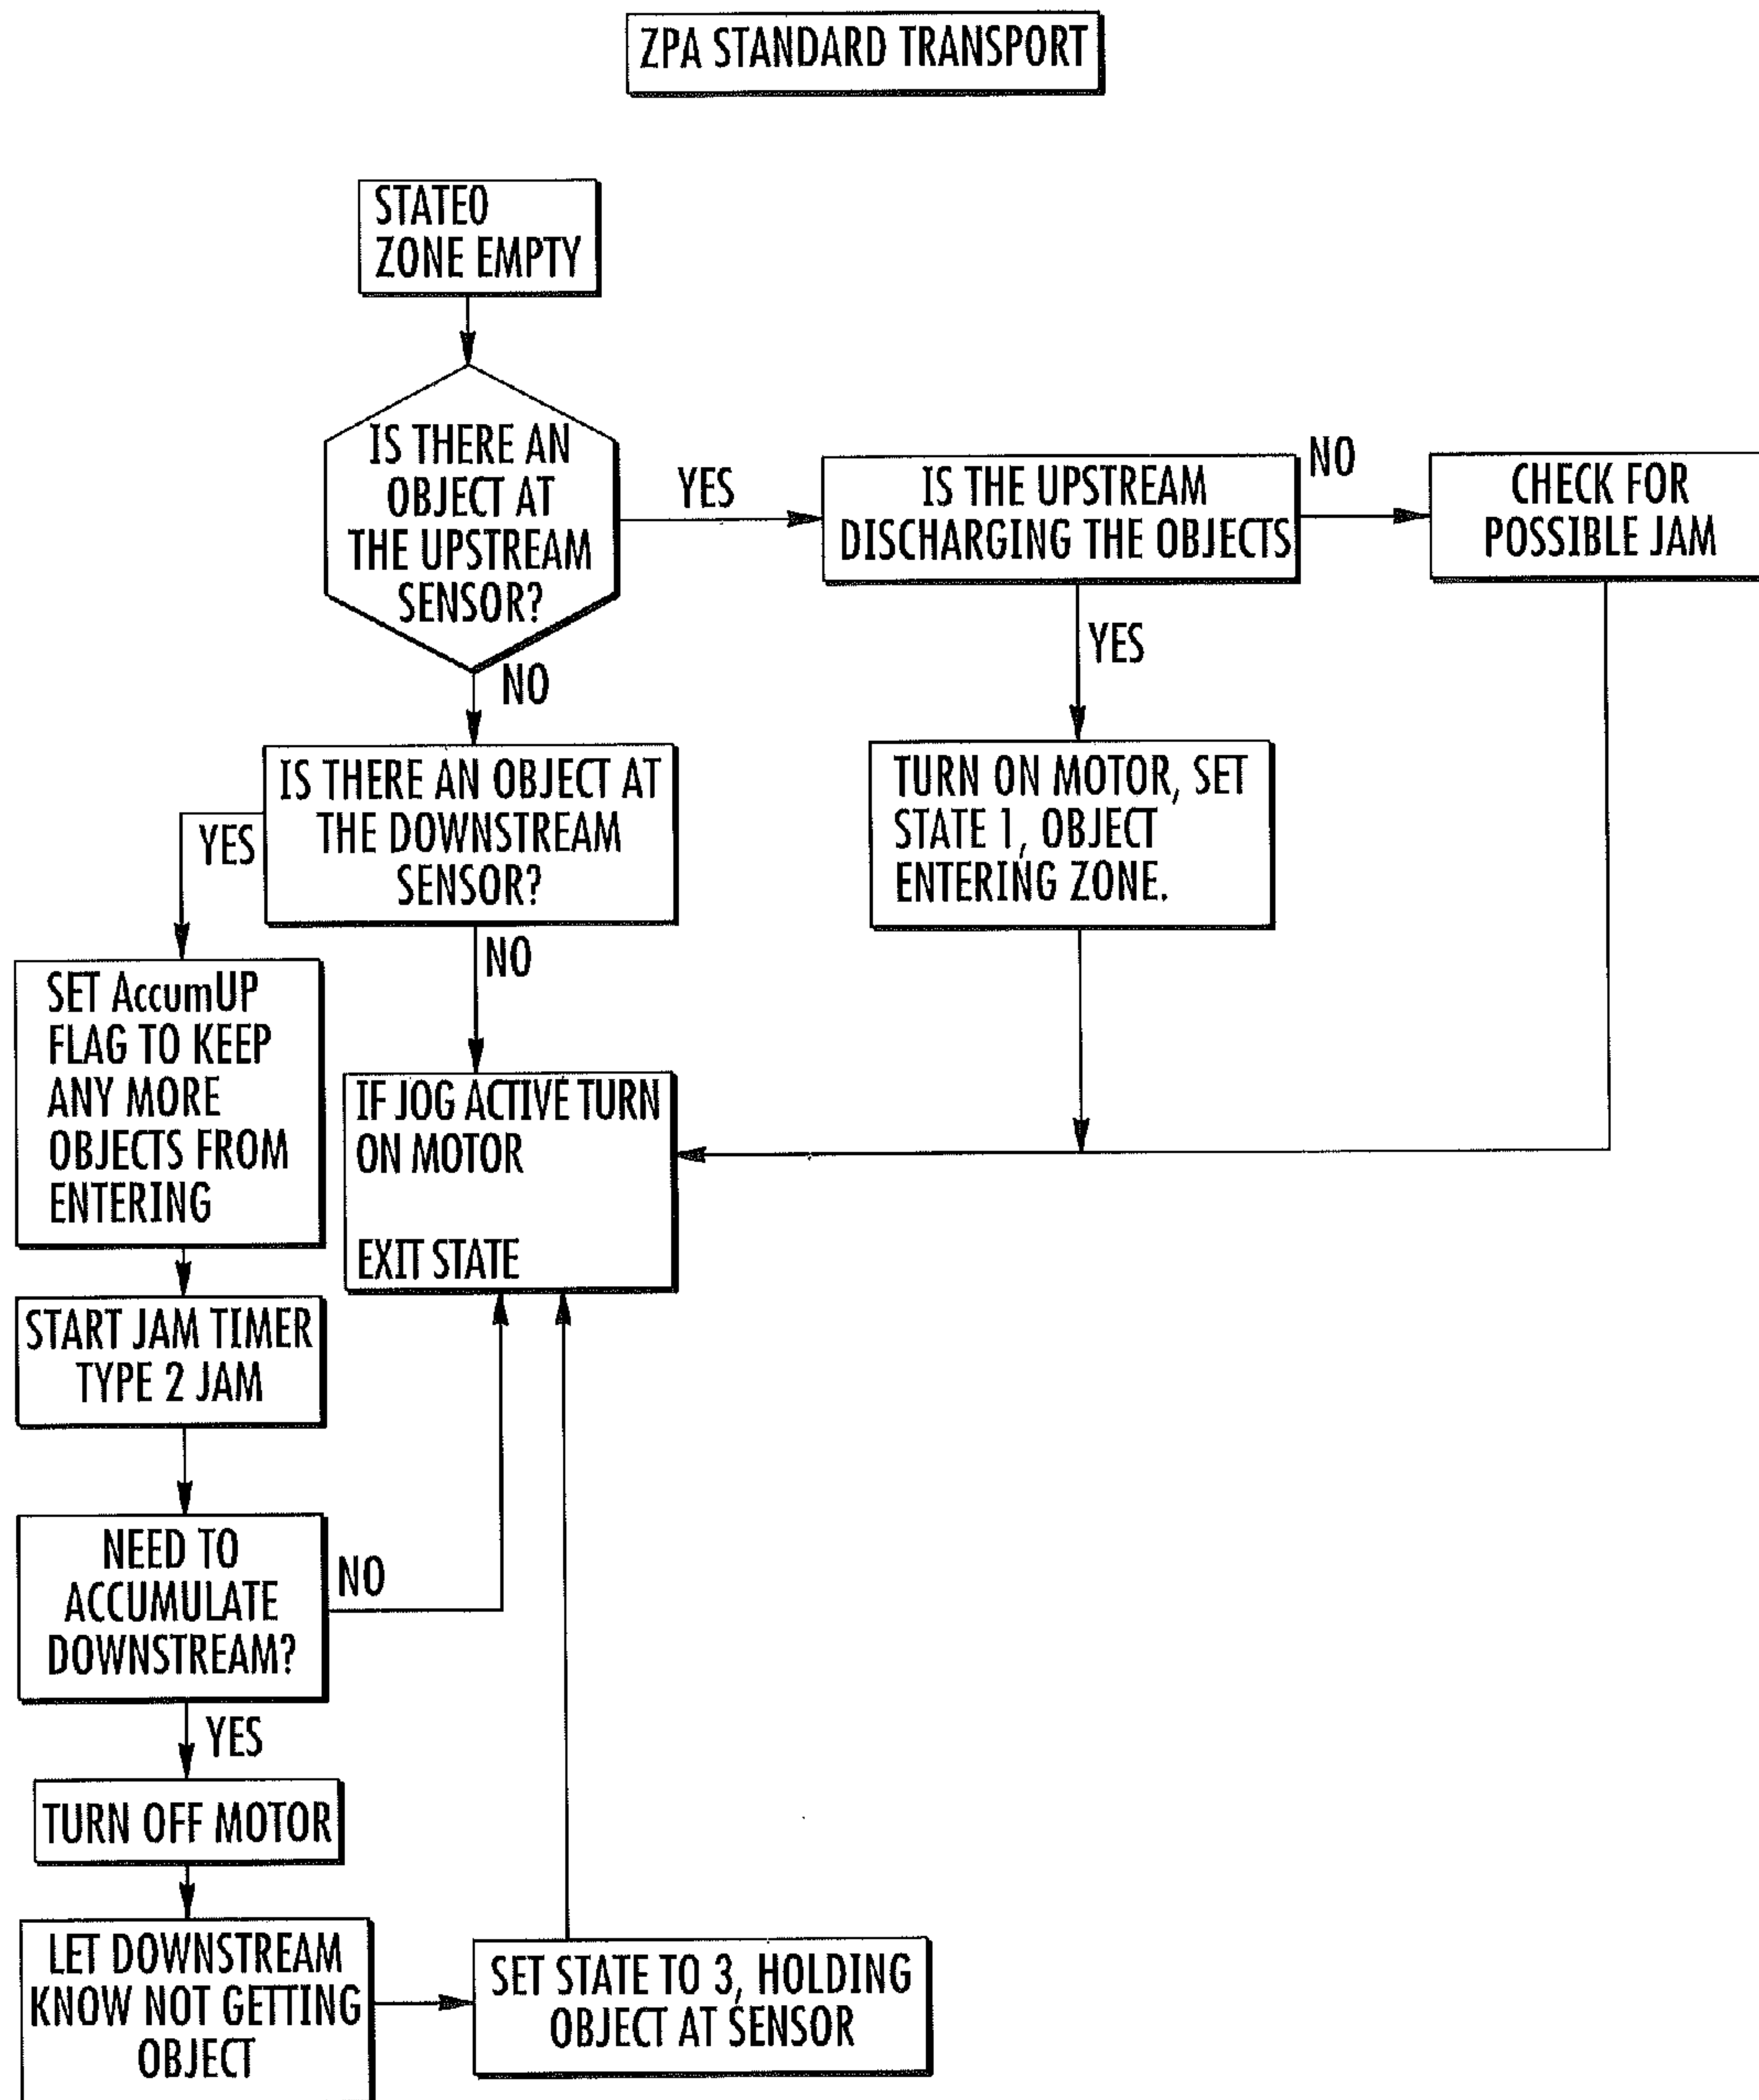 ZPA STANDARD TRANSPORT
STATE0
ZONE EMPTY
IS THERE AN
OBJECT AT
THE UPSTREAM
SENSOR?
YES
IS THE UPSTREAM
DISCHARGING THE OBJECTS
NO
CHECK FOR
POSSIBLE JAM
YES
NO
IS THERE AN OBJECT AT
THE DOWNSTREAM
SENSOR?
TURN ON MOTOR, SET
STATE 1, OBJECT
ENTERING ZONE.
YES
NO
SET AccumUP
FLAG TO KEEP
ANY MORE
OBJECTS FROM
ENTERING
IF JOG ACTIVE TURN
ON MOTOR
EXIT STATE
START JAM TIMER
TYPE 2 JAM
NEED TO
ACCUMULATE
DOWNSTREAM?
NO
YES
TURN OFF MOTOR
LET DOWNSTREAM
KNOW NOT GETTING
OBJECT
SET STATE TO 3, HOLDING
OBJECT AT SENSOR